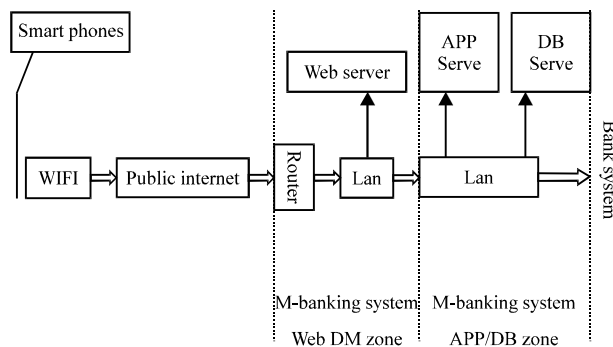 Smart phones
APP
Serve
DB
Serve
Web server
WIFI
Public internet
Router
Lan
Lan
Bank system
M-banking system
Web DM zone
M-banking system
APP/DB zone